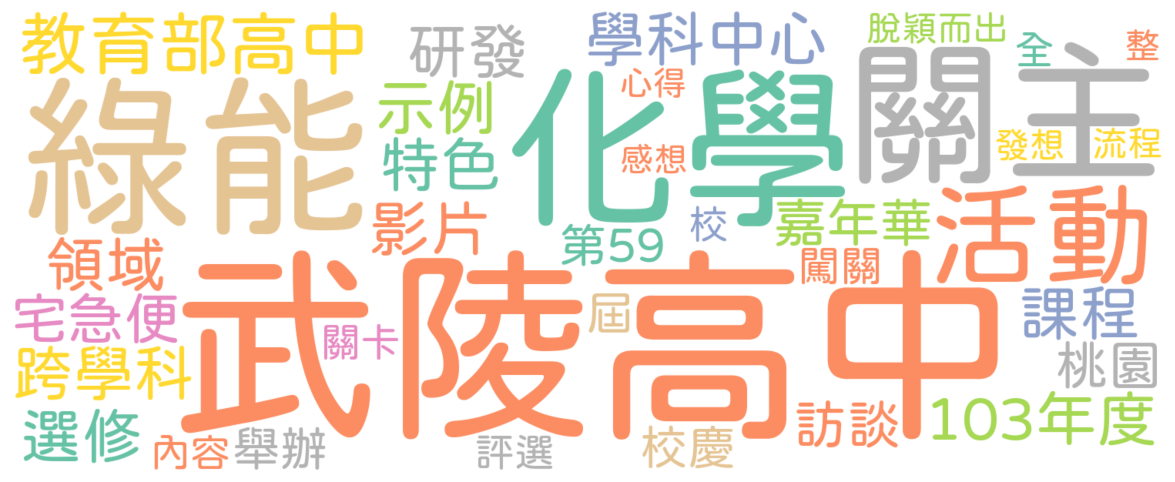 教育部高中
研發
學科中心
脫穎而出
全
整
綠能
示例
化學
心得
關主
特色
感想
發想
流程
影片
第59
校
嘉年華
活動
領域
闖關
宅急便
武陵高中
關卡
屆
課程
跨學科
桃園
選修
內容
舉辦
評選
校慶
訪談
103年度